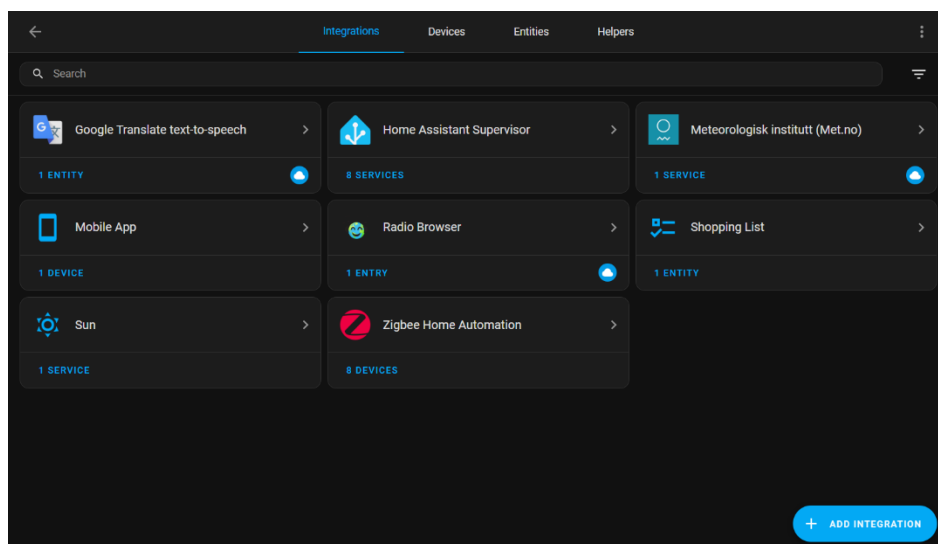 Integrations Devices Entities Helpers
Search
Google Translate text-to-speech Home Assistant Supervisor Meteorologisk institutt (Met.no)
1 ENTITY 8 SERVICES 1 SERVICE
Mobile App Radio Browser Shopping List
1 DEVICE 1 ENTRY 1 ENTITY
Sun Zigbee Home Automation
1 SERVICE 8 DEVICES
+ ADD INTEGRATION